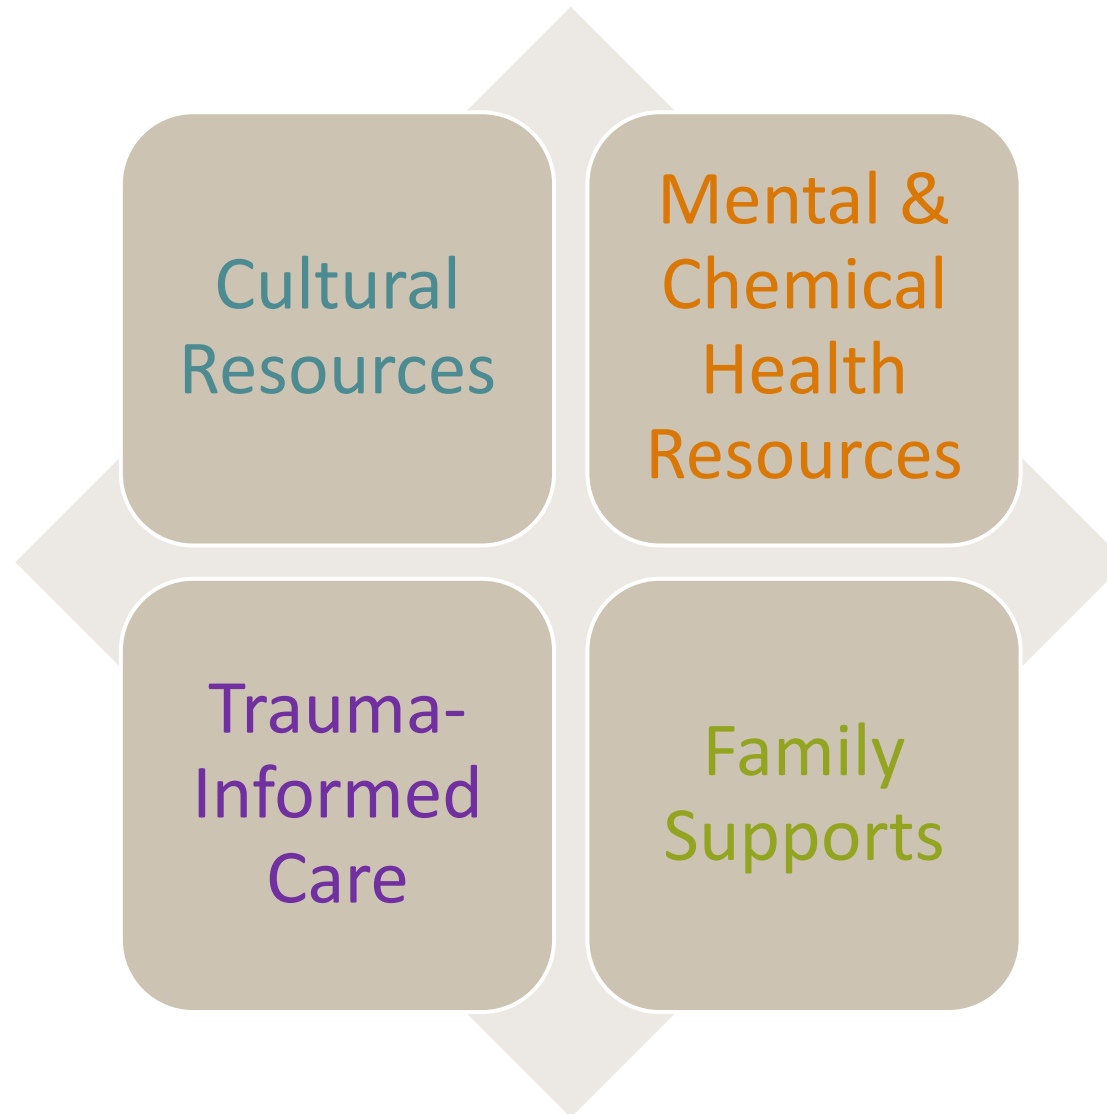 Cultural
Resources
Mental &
Chemical
Health
Resources
Trauma-
Informed
Care
Family
Supports